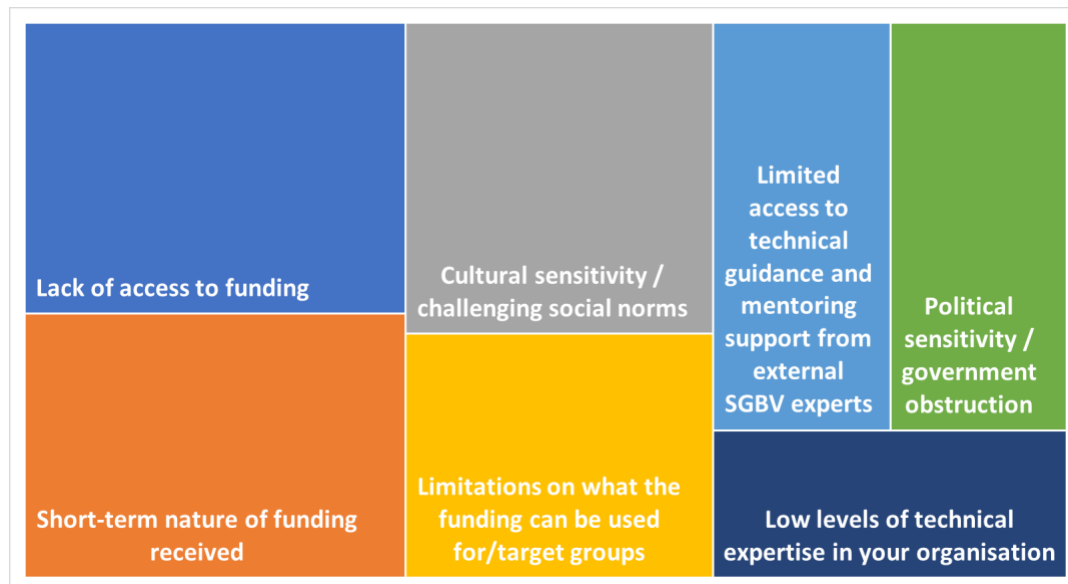 Lack of access to funding
Short-term nature of funding
received
Cultural sensitivity /
challenging social norms
Limitations on what the
funding can be used
for/target groups
Limited
access to
technical
guidance and
mentoring
support from
external
SGBV experts
Political
sensitivity /
government
obstruction
Low levels of technical
expertise in your organisation